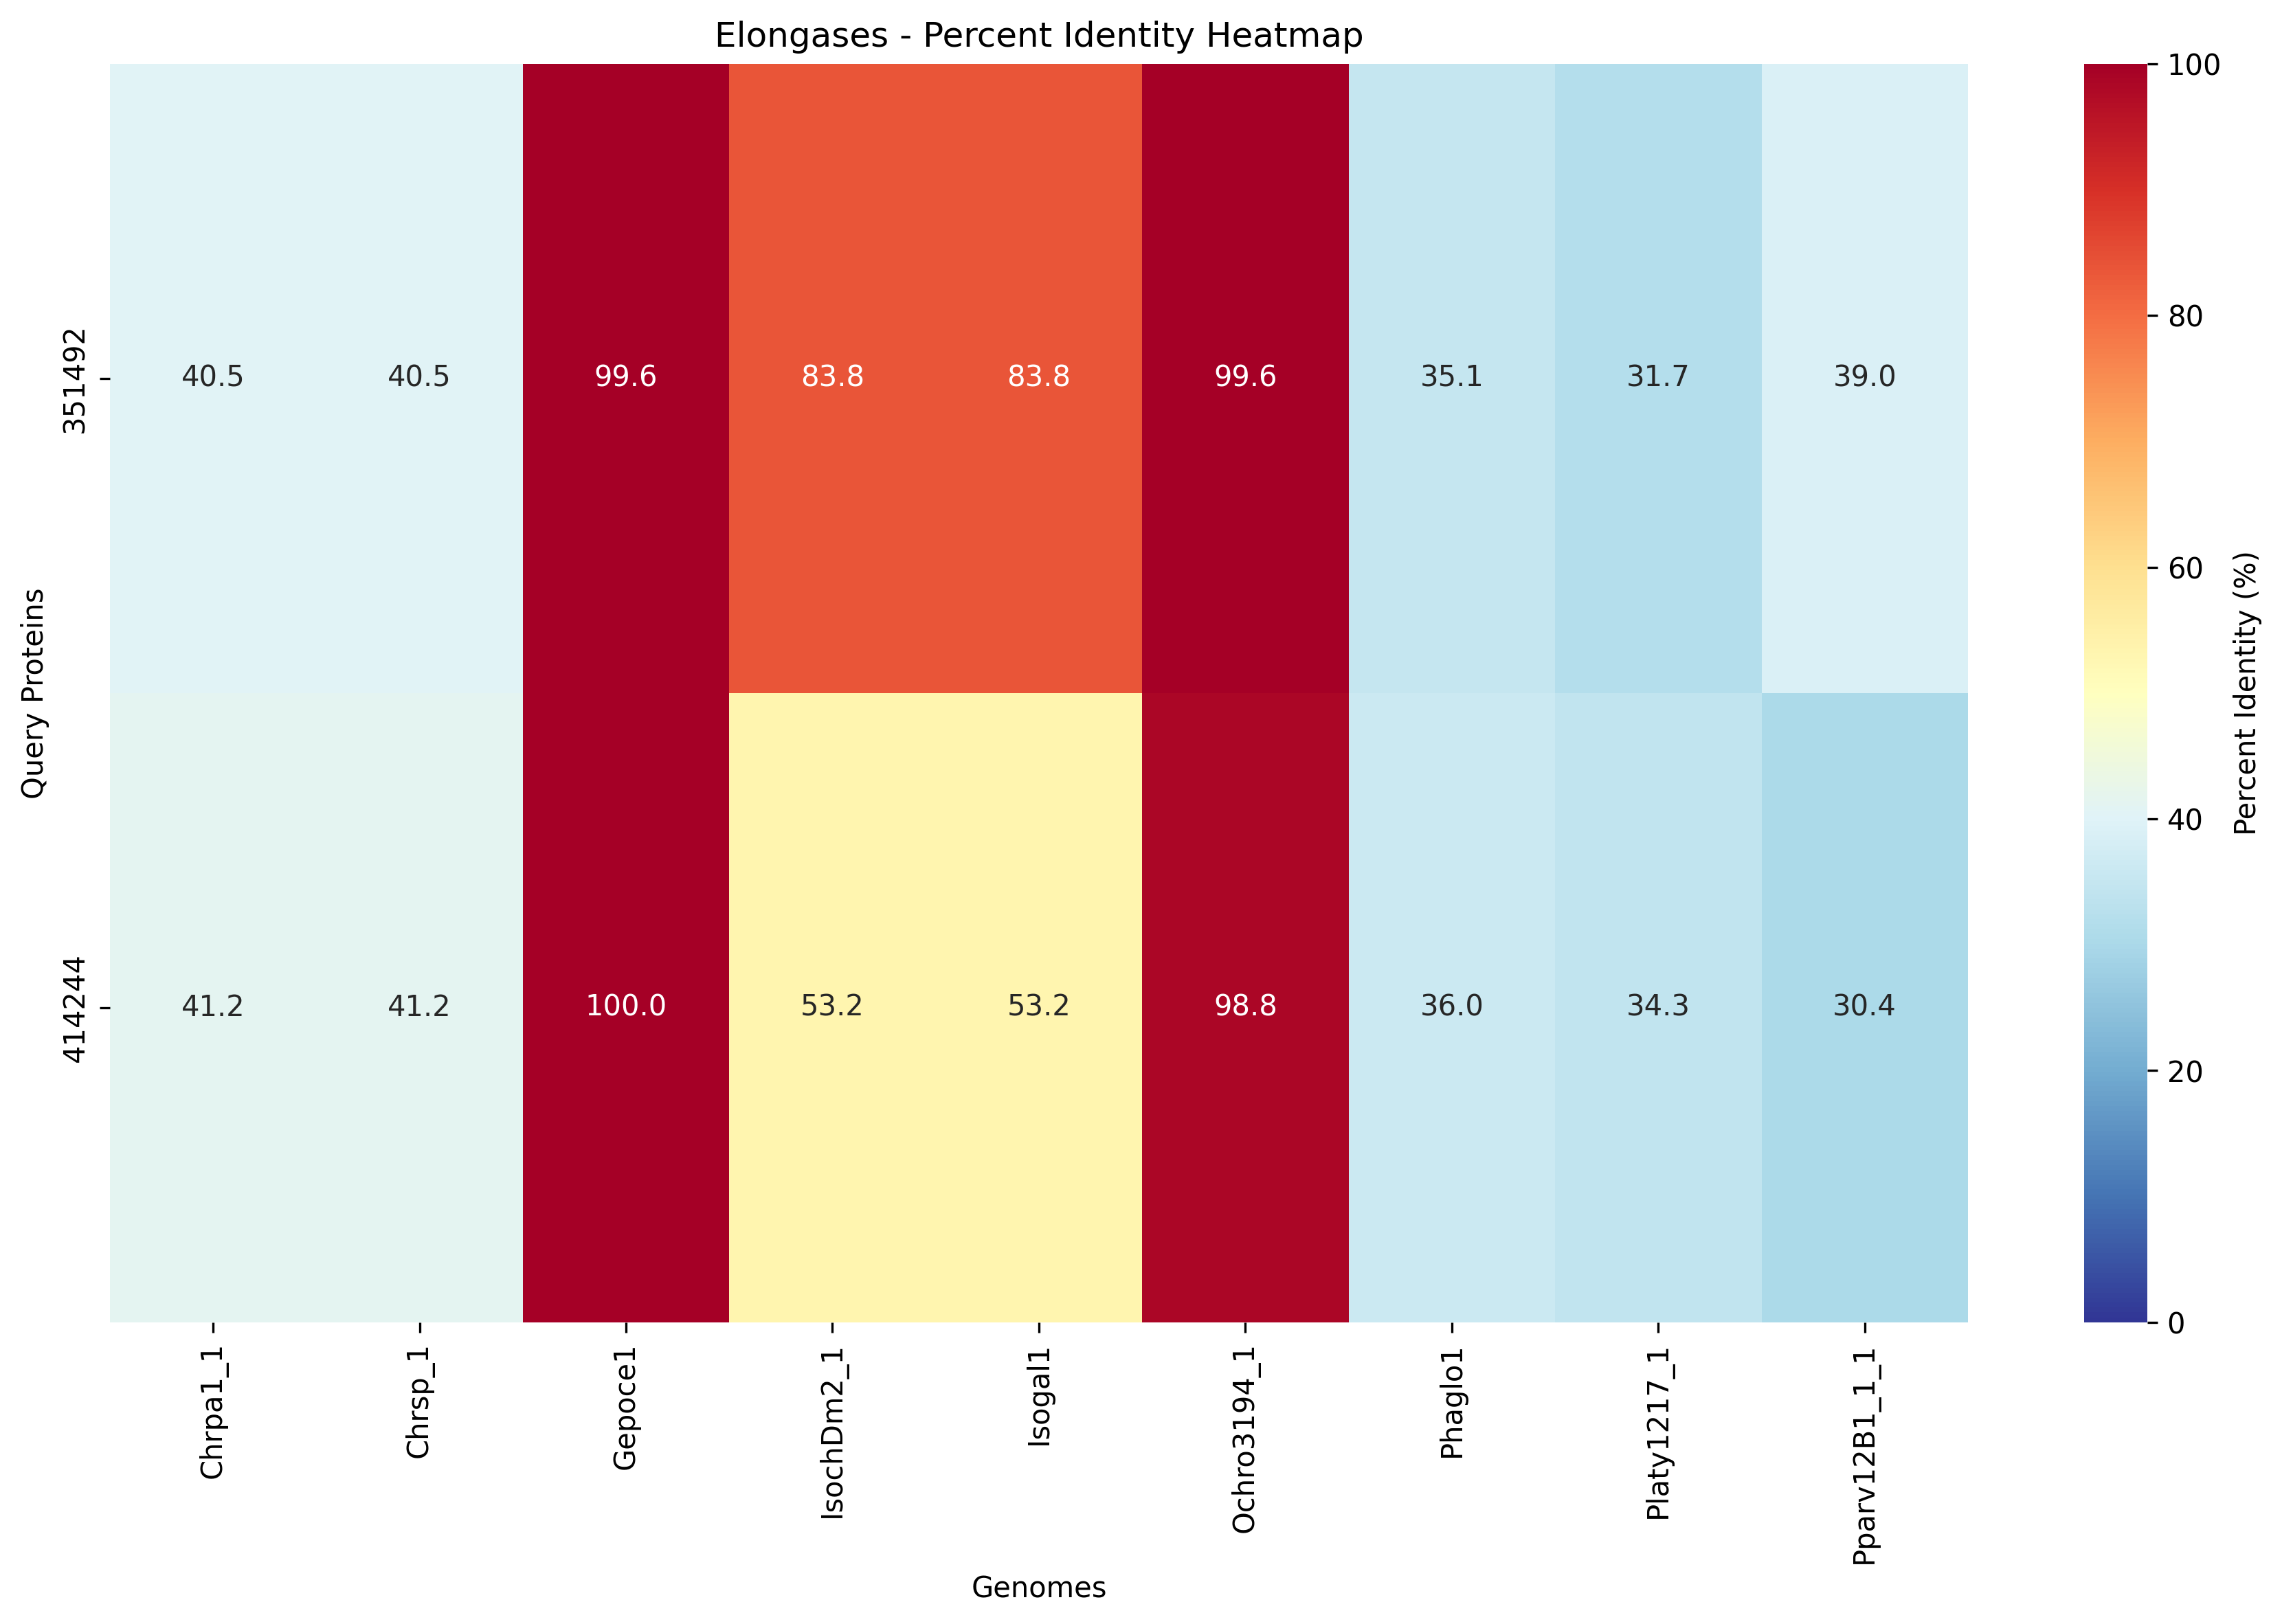 Elongases - Percent Identity Heatmap
Query Proteins
351492
40.5 40.5 99.6 83.8 83.8 99.6 35.1 31.7 39.0
414244
41.2 41.2 100.0 53.2 53.2 98.8 36.0 34.3 30.4
Chrpa1_1
Chrsp_1
Gepoce1
IsochDm2_1
Isogal1
Ochro3194_1
Phaglo1
Platy1217_1
Pparv12B1_1_1
Genomes
100
80
60
40
20
0
Percent Identity (%)